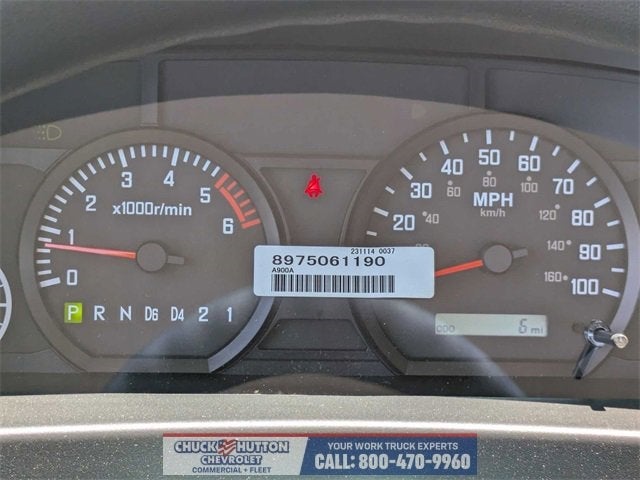 0 1 2 3 4 5 6
x1000r/min
P R N D6 D4 2 1
231114 0037
8975061190
A900A
20 30 40 50 60 70 80 90 100
40 60 80 100 120 140 160
MPH
km/h
ODO 6 mi
CHUCK HUTTON
CHEVROLET
COMMERCIAL • FLEET
YOUR WORK TRUCK EXPERTS
CALL: 800-470-9960